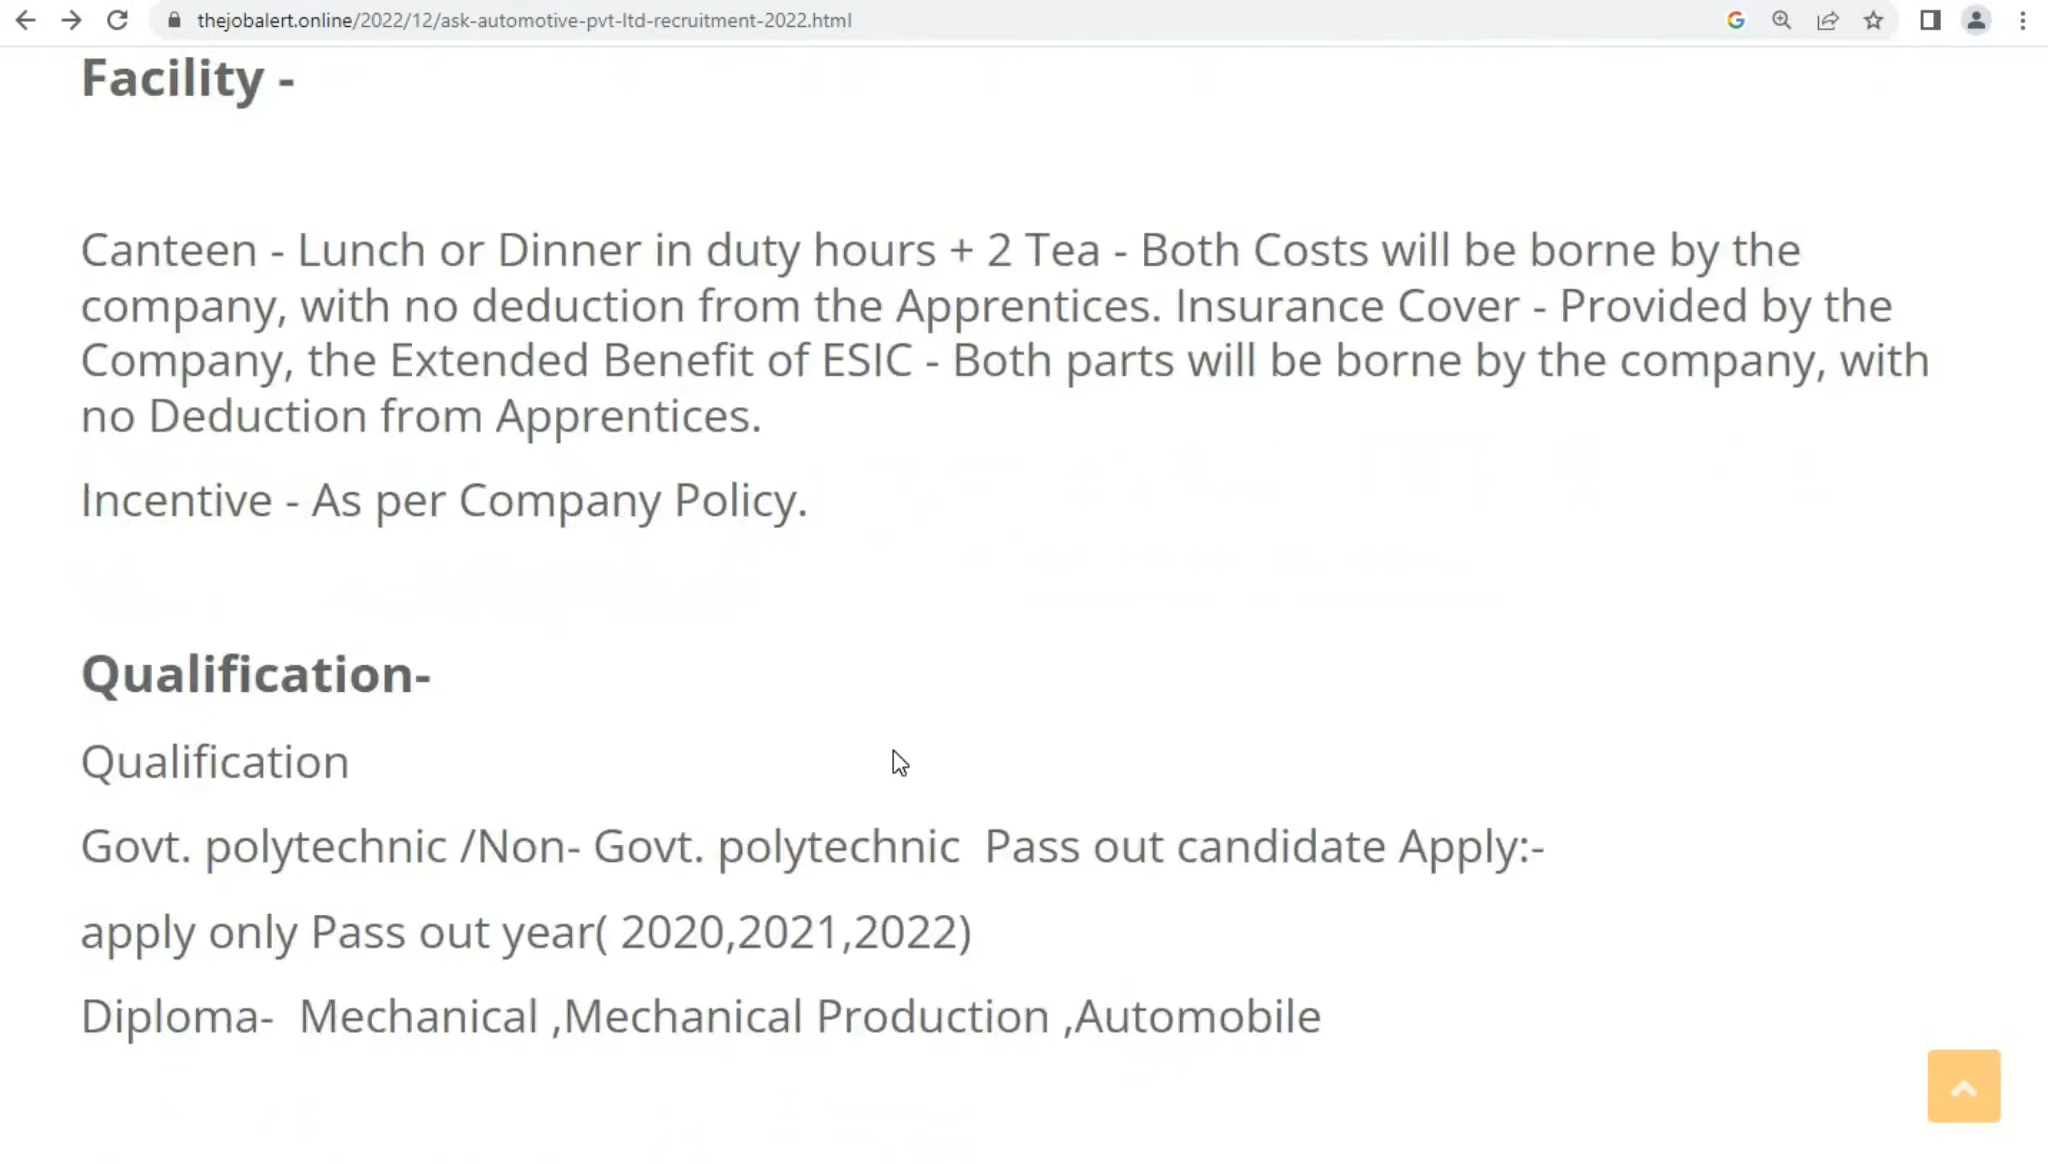 thejobalert.online/2022/12/ask-automotive-pvt-ltd-recruitment-2022.html
Facility -
Canteen - Lunch or Dinner in duty hours + 2 Tea - Both Costs will be borne by the
company, with no deduction from the Apprentices. Insurance Cover - Provided by the
Company, the Extended Benefit of ESIC - Both parts will be borne by the company, with
no Deduction from Apprentices.
Incentive - As per Company Policy.
Qualification-
Qualification
Govt. polytechnic /Non- Govt. polytechnic  Pass out candidate Apply:-
apply only Pass out year( 2020,2021,2022)
Diploma-  Mechanical ,Mechanical Production ,Automobile